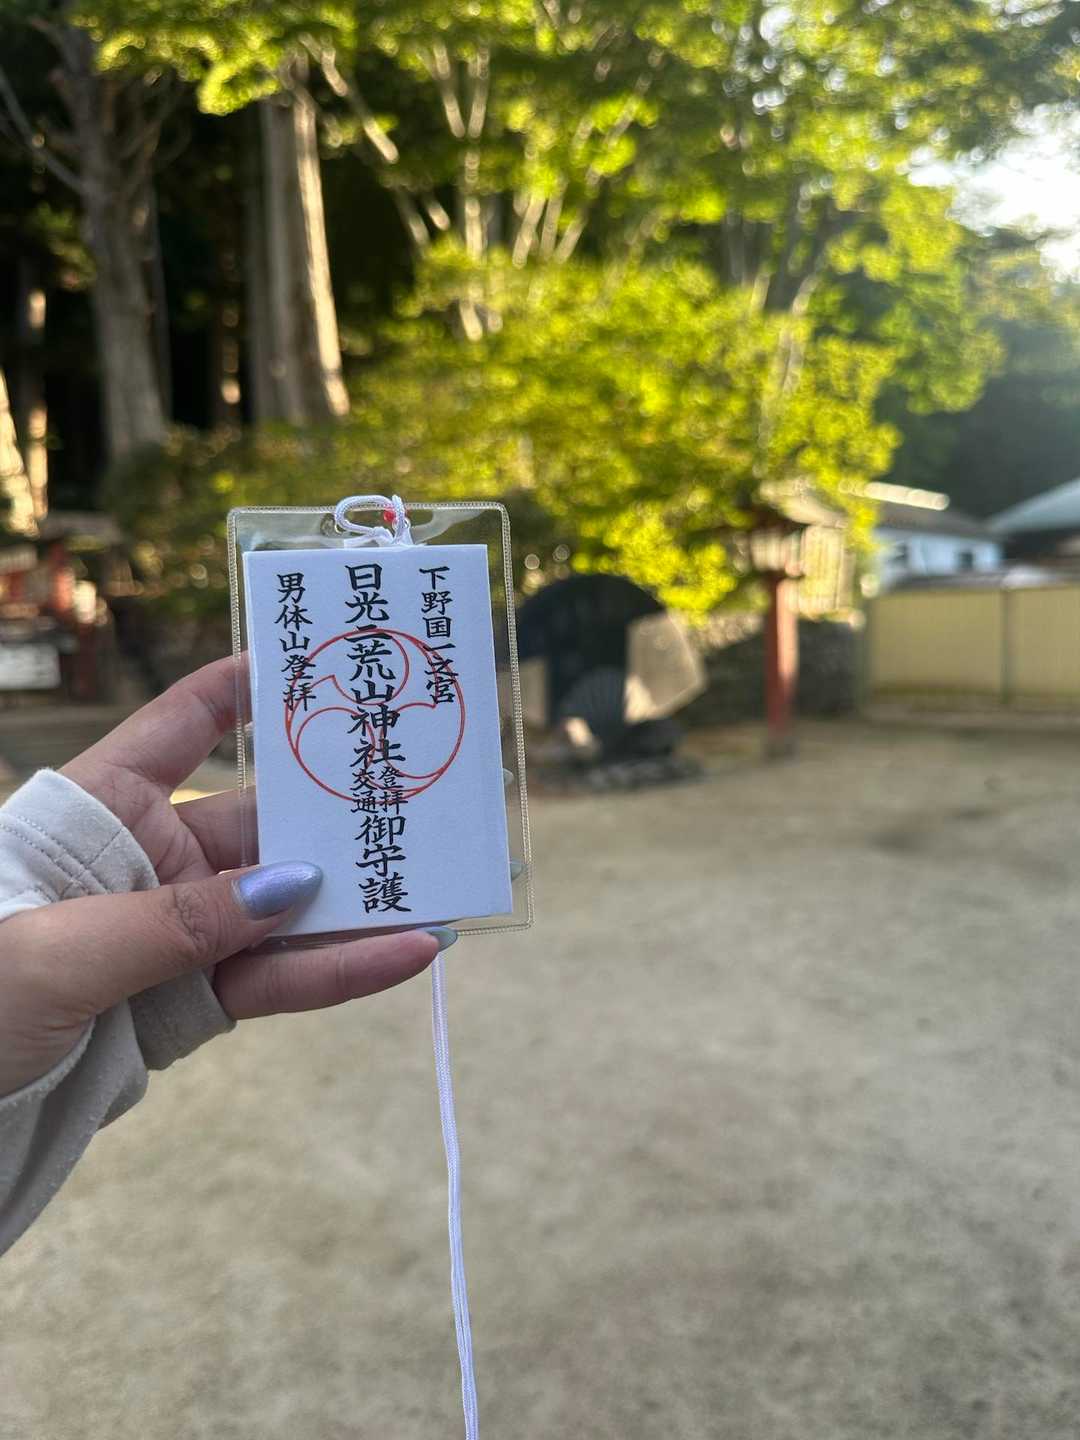 下野国一之宮
日光二荒山神社登拝交通御守護
男体山登拝